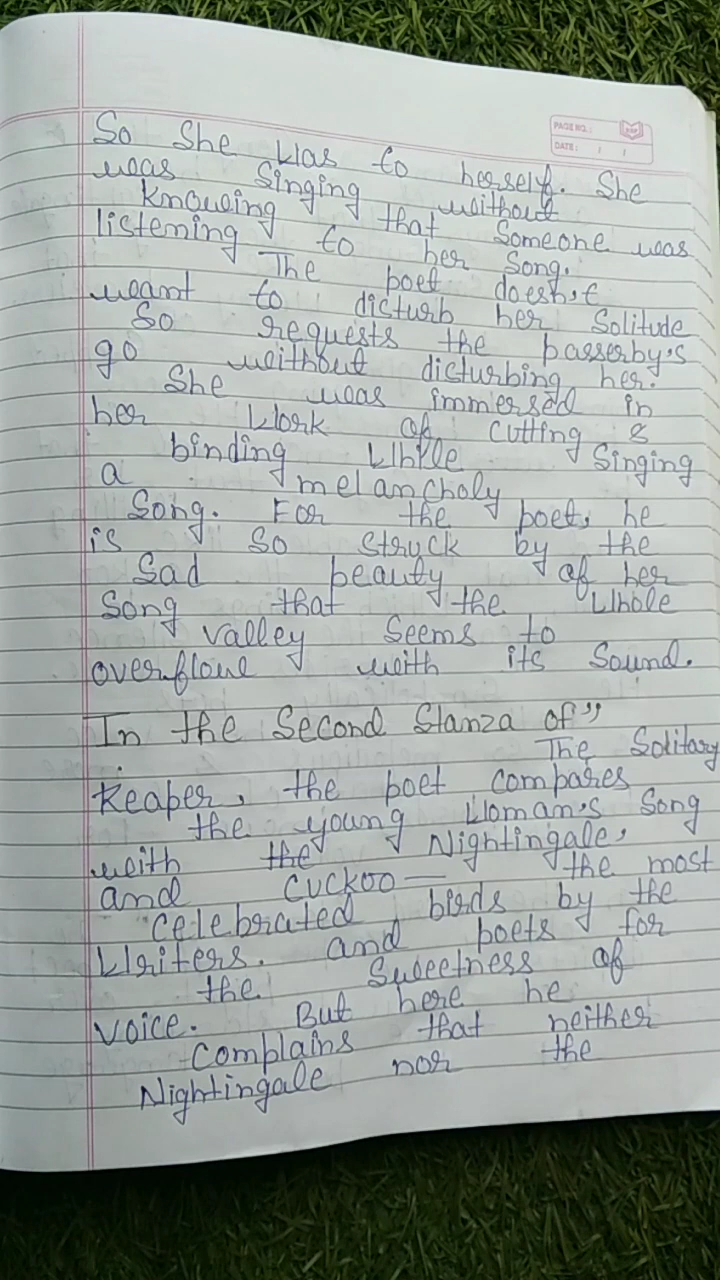 PAGE NO.:
DATE: / /
So She was to herself. She
was Singing without
knowing that Someone was
listening to her Song.
The poet doesn't
want to disturb her Solitude
So requests the passerby's
go without disturbing her.
She was immersed in
her work of cutting &
binding while Singing
a melancholy
Song. For the poet, he
is so struck by the
Sad beauty of her
Song that the whole
valley seems to
overflow with its Sound.
In the Second Stanza of"
The Solitary
Reaper, the poet compares
the young Woman's Song
with the Nightingale,
and Cuckoo— the most
celebrated birds by the
writers. and poets for
the Sweetness of
voice. But here he
complains that neither
Nightingale nor the